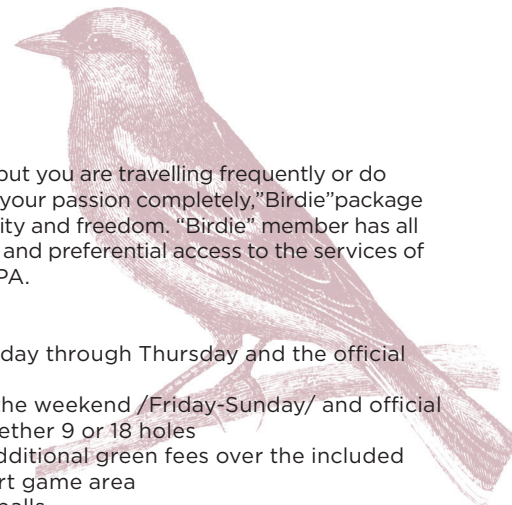 but you are travelling frequently or do
your passion completely,”Birdie”package
ity and freedom. “Birdie” member has all
and preferential access to the services of
PA.
day through Thursday and the official
he weekend /Friday-Sunday/ and official
ether 9 or 18 holes
dditional green fees over the included
rt game area
balls